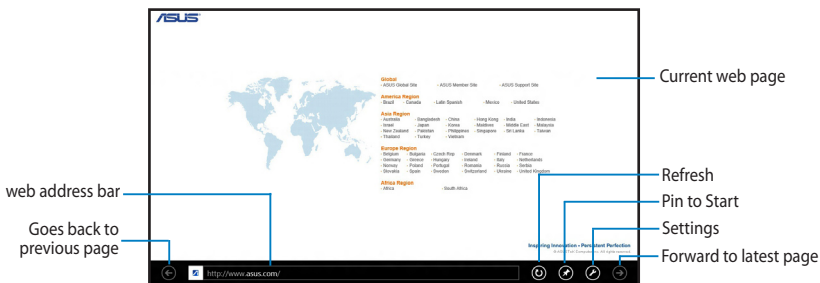 ASUS
Global
- ASUS Global Site - ASUS Member Site - ASUS Support Site
America Region
- Brazil - Canada - Latin Spanish - Mexico - United States
Asia Region
- Australia - Bangladesh - China - Hong Kong - India - Indonesia
- Israel - Japan - Korea - Maldives - Middle East - Malaysia
- New Zealand - Pakistan - Philippines - Singapore - Sri Lanka - Taiwan
- Thailand - Turkey - Vietnam
Europe Region
- Belgium - Bulgaria - Czech Rep - Denmark - Finland - France
- Germany - Greece - Hungary - Ireland - Italy - Netherlands
- Norway - Poland - Portugal - Romania - Russia - Serbia
- Slovakia - Spain - Sweden - Switzerland - Ukraine - United Kingdom
Africa Region
- Africa - South Africa
Inspiring Innovation • Persistent Perfection
http://www.asus.com/
Current web page
Refresh
Pin to Start
Settings
Forward to latest page
web address bar
Goes back to
previous page